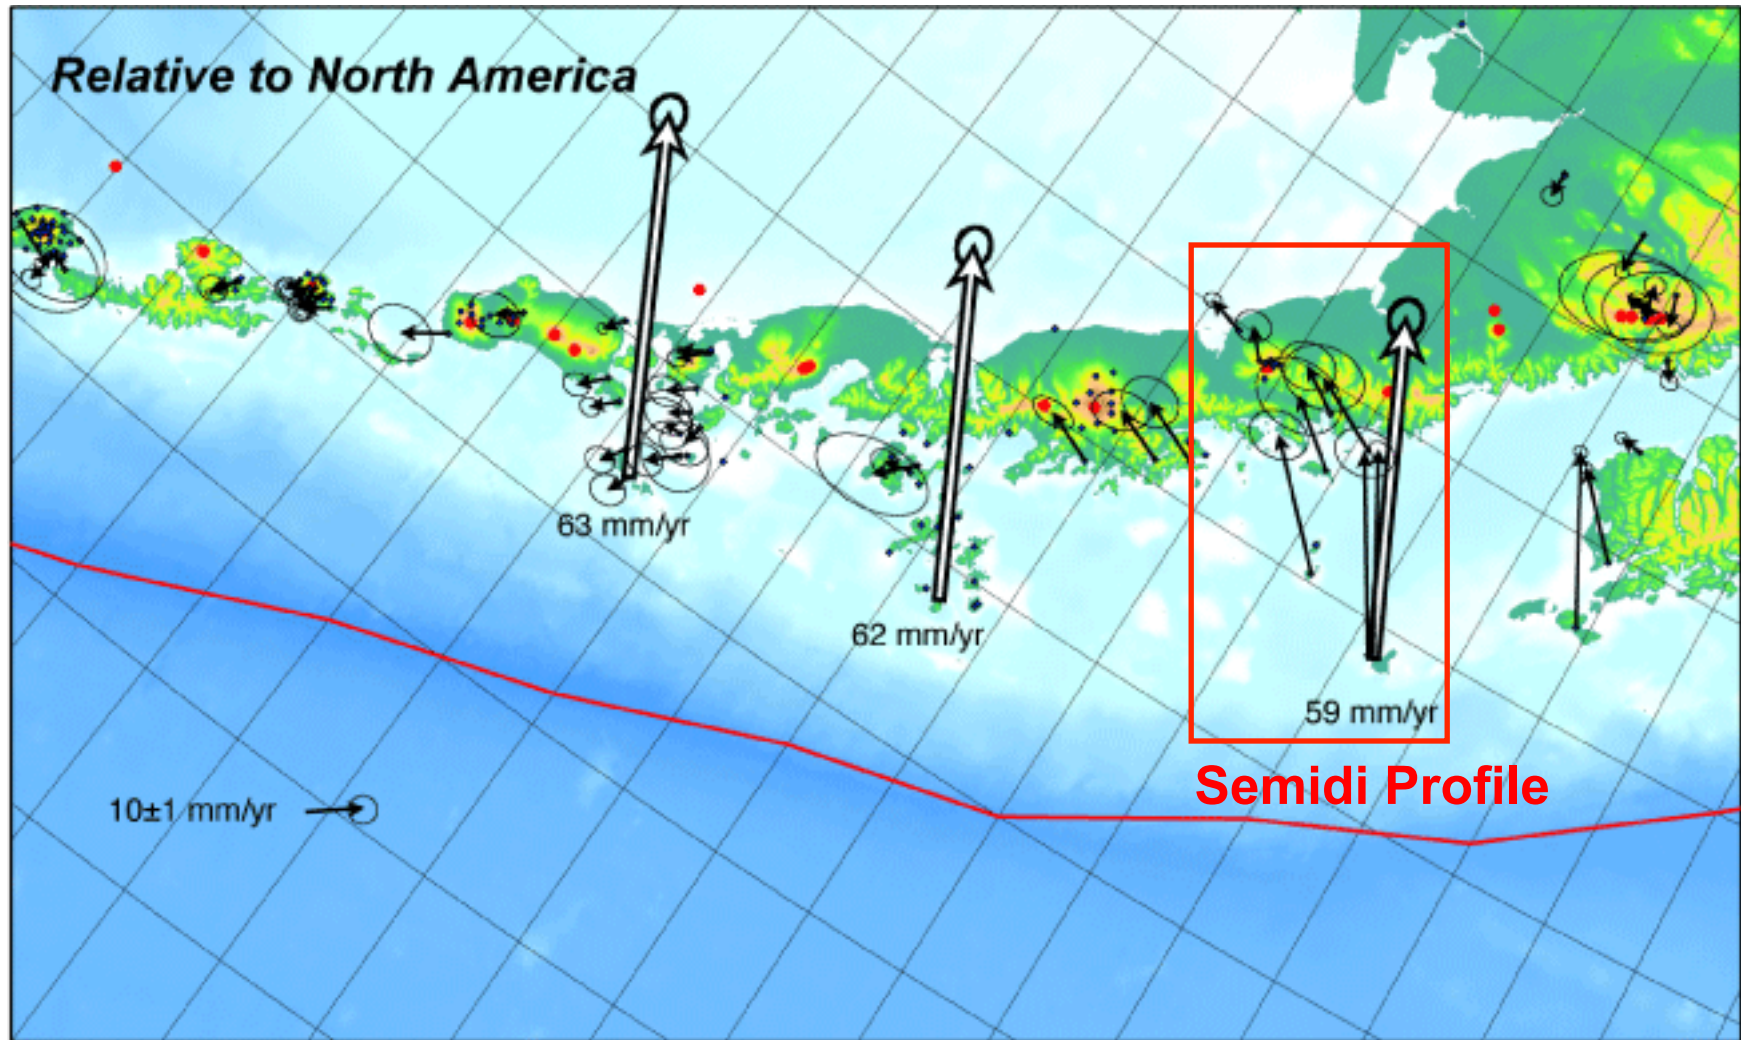 Relative to North America
63 mm/yr
62 mm/yr
59 mm/yr
Semidi Profile
10±1 mm/yr